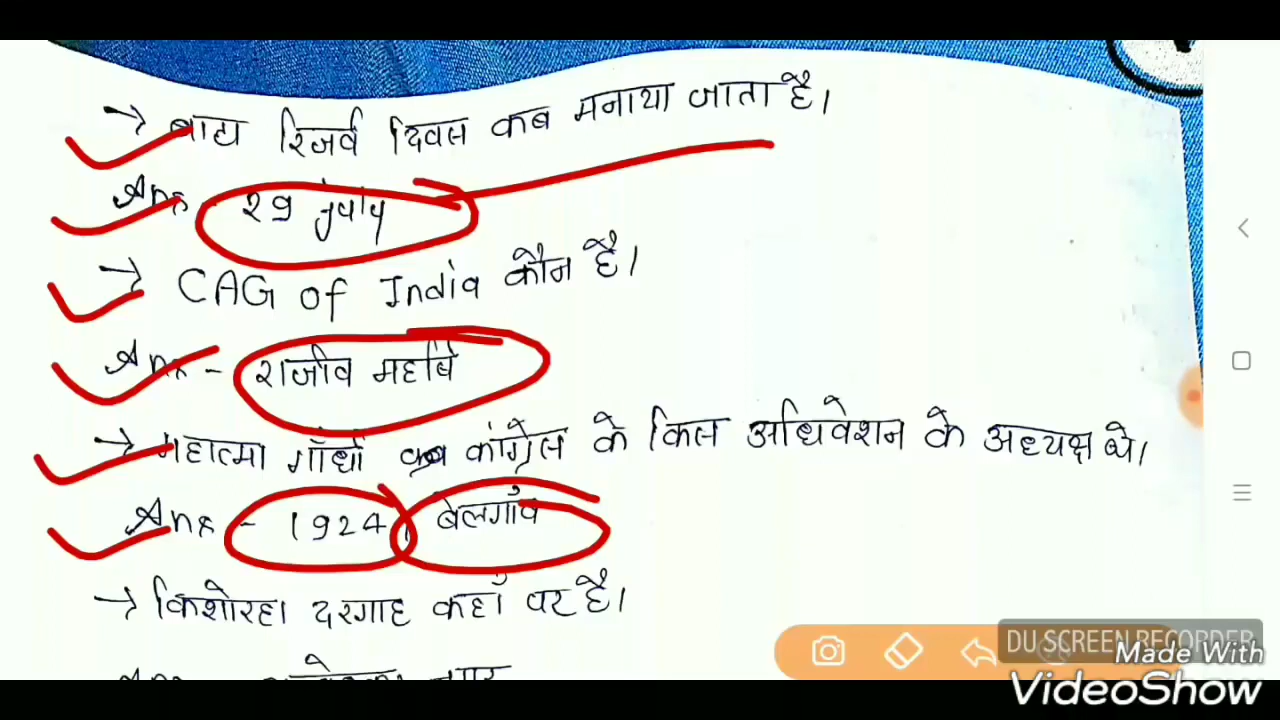 → बाघ रिजर्व दिवस कब मनाया जाता है।
Ans - 29 July
→ CAG of India कौन है।
Ans - राजीव महर्षि
→ महात्मा गाँधी कब कांग्रेस के किस अधिवेशन के अध्यक्ष थे।
Ans - 1924, बेलगाँव
→ किशोरहा दरगाह कहाँ पर है।
DU SCREEN RECORDER
Made With
VideoShow